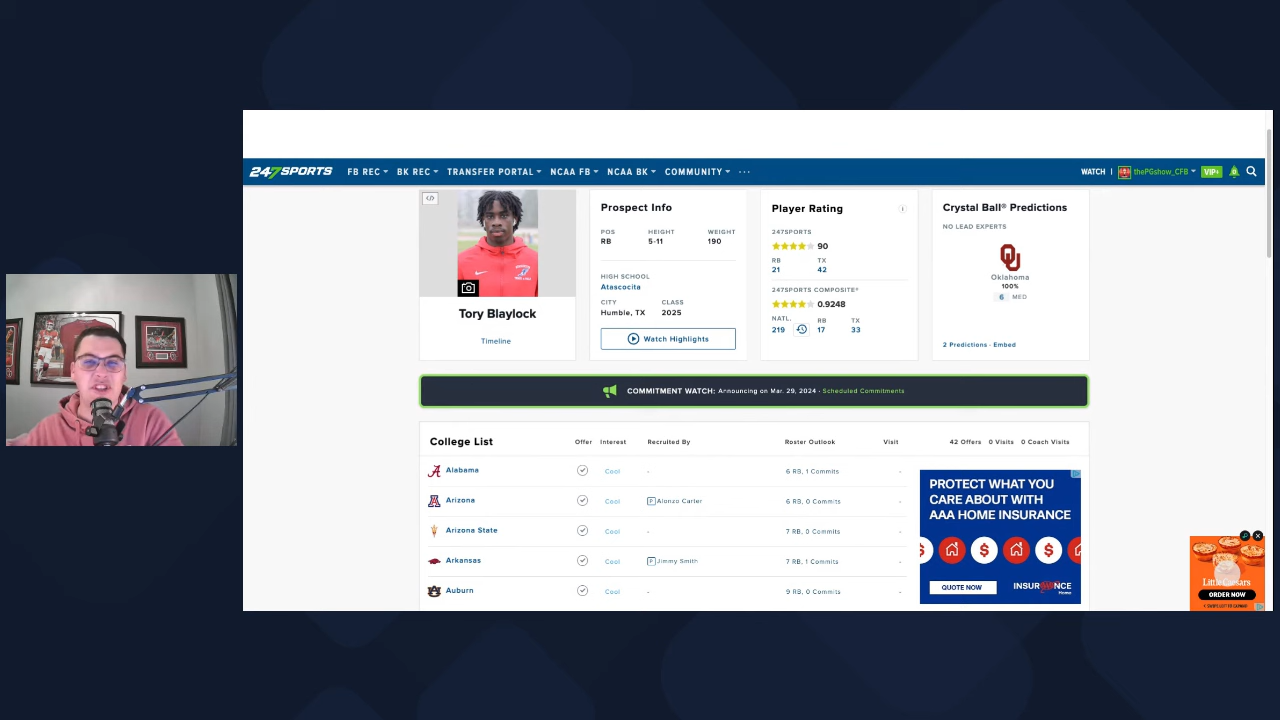 247SPORTS FB REC BK REC TRANSFER PORTAL NCAA FB NCAA BK COMMUNITY ... WATCH | thePGshow_CFB VIP+
Tory Blaylock
Timeline
Prospect Info
POS HEIGHT WEIGHT
RB 5-11 190
HIGH SCHOOL
Atascocita
CITY CLASS
Humble, TX 2025
Watch Highlights
Player Rating
247SPORTS
90
RB TX
21 42
247SPORTS COMPOSITE®
0.9248
NATL. RB TX
219 17 33
Crystal Ball® Predictions
NO LEAD EXPERTS
Oklahoma
100%
6 MED
2 Predictions · Embed
COMMITMENT WATCH: Announcing on Mar. 29, 2024 · Scheduled Commitments
College List Offer Interest Recruited By Roster Outlook Visit 42 Offers 0 Visits 0 Coach Visits
Alabama Cool - 6 RB, 1 Commits -
Arizona Cool P Alonzo Carter 6 RB, 0 Commits -
Arizona State Cool - 7 RB, 0 Commits -
Arkansas Cool P Jimmy Smith 7 RB, 1 Commits -
Auburn Cool - 9 RB, 0 Commits -
PROTECT WHAT YOU
CARE ABOUT WITH
AAA HOME INSURANCE
QUOTE NOW
Home
Little Caesars
ORDER NOW